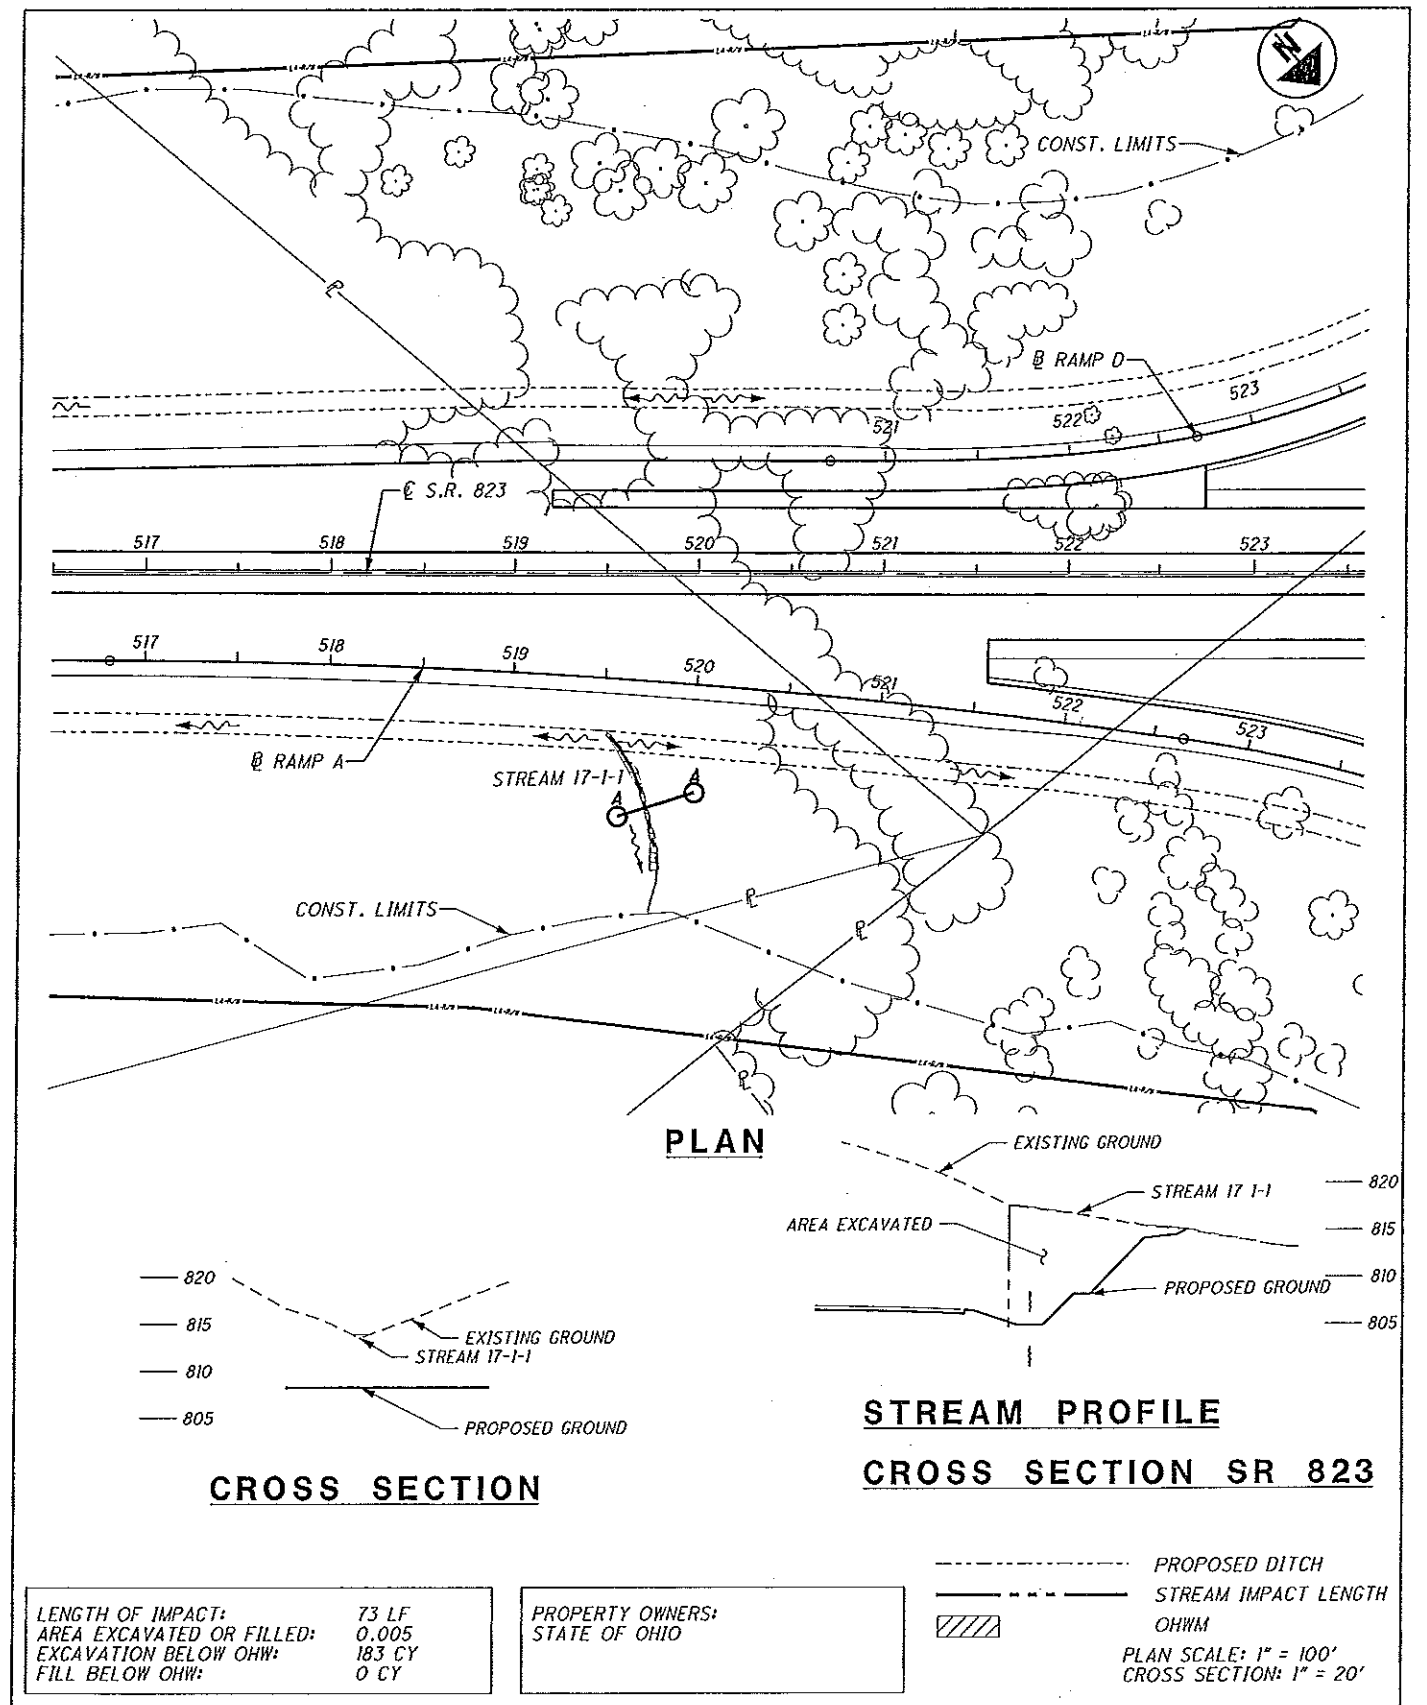 N
CONST. LIMITS
℄ RAMP D
523
522
521
℄ S.R. 823
517 518 519 520 521 522 523
517 518 519 520 521 522 523
℄ RAMP A
STREAM 17-1-1
A A
CONST. LIMITS
PLAN
EXISTING GROUND
STREAM 17 1-1
AREA EXCAVATED
PROPOSED GROUND
820
815
810
805
820
815
810
805
EXISTING GROUND
STREAM 17-1-1
PROPOSED GROUND
STREAM PROFILE
CROSS SECTION SR 823
CROSS SECTION
PROPOSED DITCH
STREAM IMPACT LENGTH
OHWM
PLAN SCALE: 1" = 100'
CROSS SECTION: 1" = 20'
LENGTH OF IMPACT: 73 LF
AREA EXCAVATED OR FILLED: 0.005
EXCAVATION BELOW OHW: 183 CY
FILL BELOW OHW: 0 CY
PROPERTY OWNERS:
STATE OF OHIO